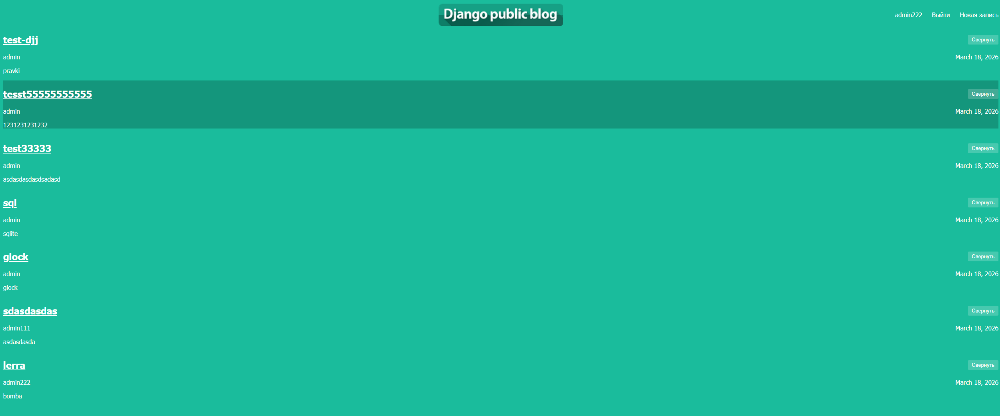 Django public blog
admin222 Выйти Новая запись
test-djj Свернуть
admin March 18, 2026
pravki
tesst55555555555 Свернуть
admin March 18, 2026
1231231231232
test33333 Свернуть
admin March 18, 2026
asdasdasdasdsadasd
sql Свернуть
admin March 18, 2026
sqlite
glock Свернуть
admin March 18, 2026
glock
sdasdasdas Свернуть
admin111 March 18, 2026
asdasdasda
lerra Свернуть
admin222 March 18, 2026
bomba